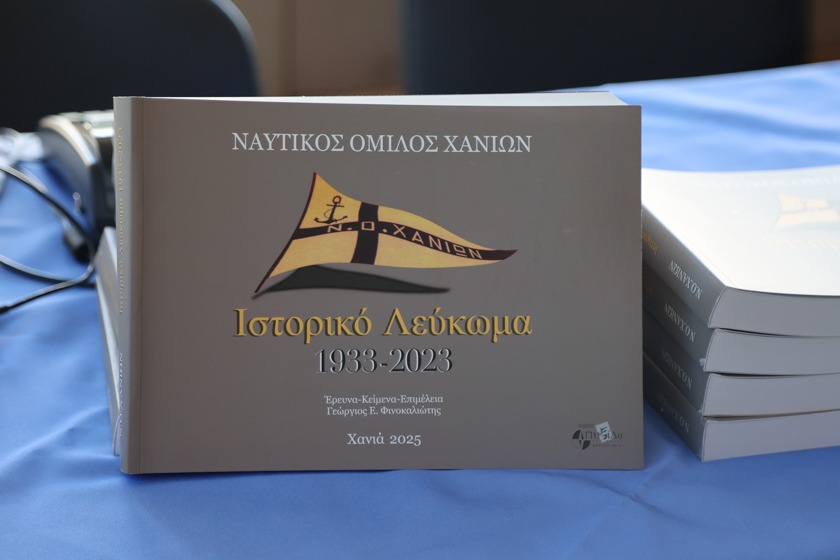 ΝΑΥΤΙΚΟΣ ΟΜΙΛΟΣ ΧΑΝΙΩΝ
Ν.Ο.ΧΑΝΙΩΝ
Ιστορικό Λεύκωμα
1933-2023
Έρευνα-Κείμενα-Επιμέλεια
Γεώργιος Ε. Φινοκαλιώτης
Χανιά 2025